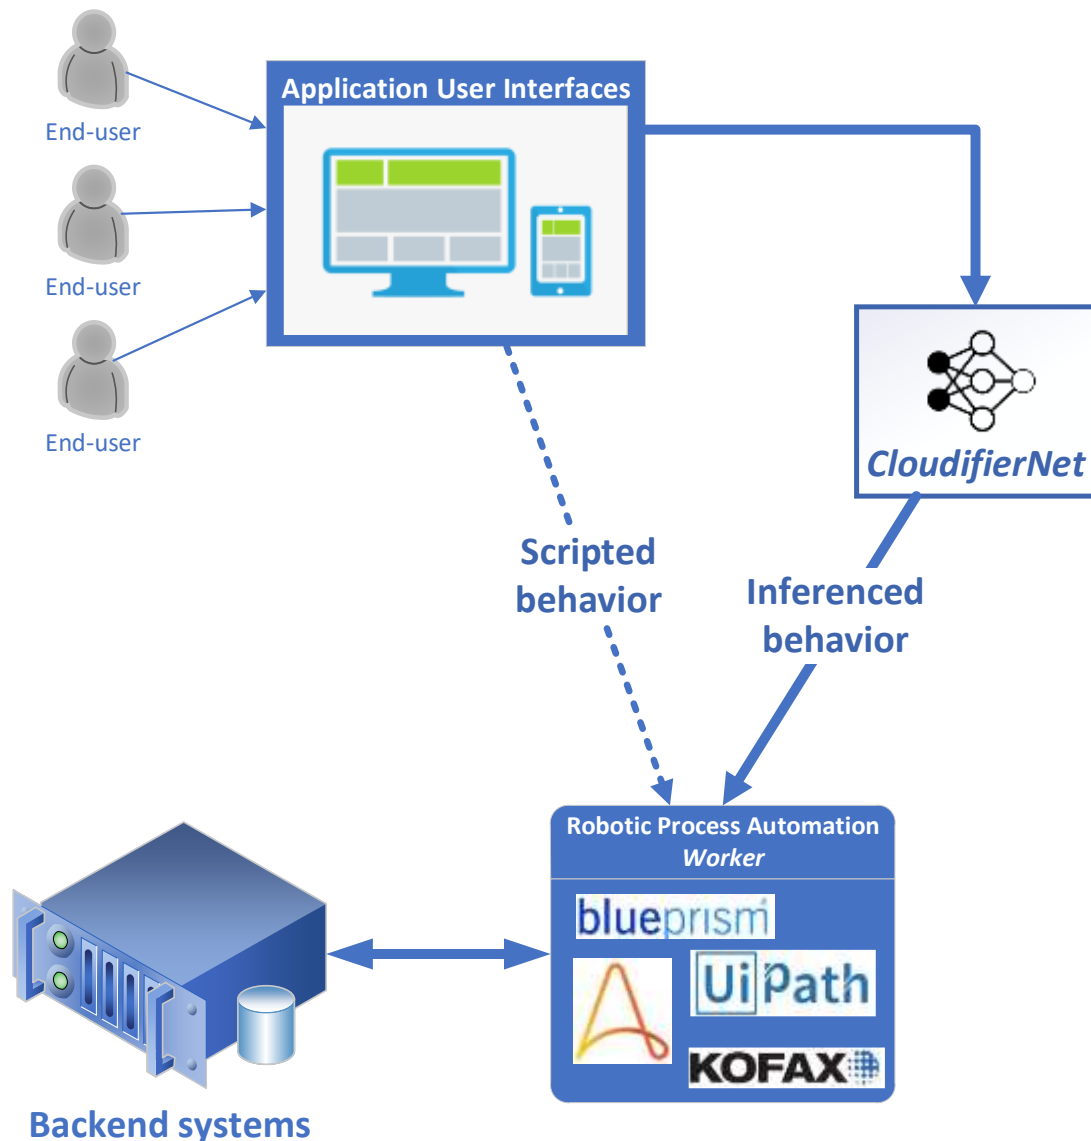 End-user
End-user
End-user
Application User Interfaces
CloudifierNet
Scripted
behavior
Inferenced
behavior
Robotic Process Automation
Worker
blueprism
UiPath
KOFAX
Backend systems